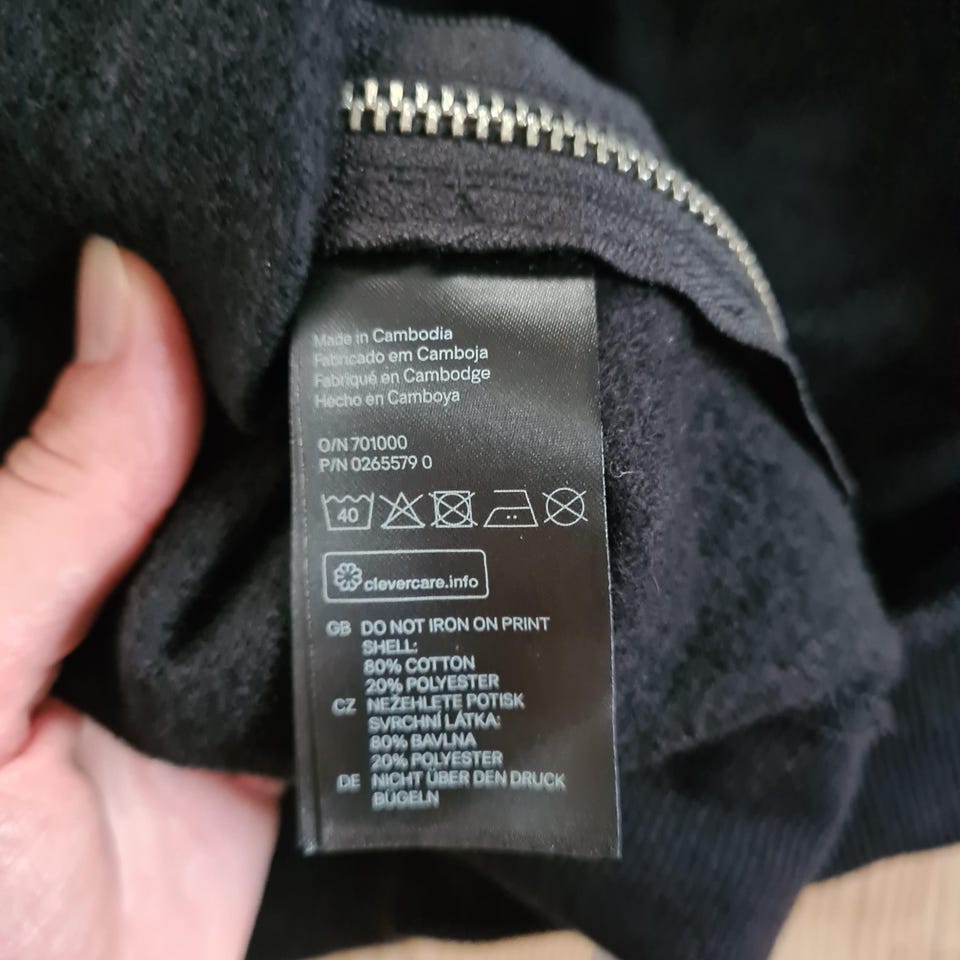 Made in Cambodia
Fabricado em Camboja
Fabriqué en Cambodge
Hecho en Camboya
O/N 701000
P/N 0265579 0
40
clevercare.info
GB DO NOT IRON ON PRINT
SHELL:
80% COTTON
20% POLYESTER
CZ NEŽEHLETE POTISK
SVRCHNÍ LÁTKA:
80% BAVLNA
20% POLYESTER
DE NICHT ÜBER DEN DRUCK
BÜGELN